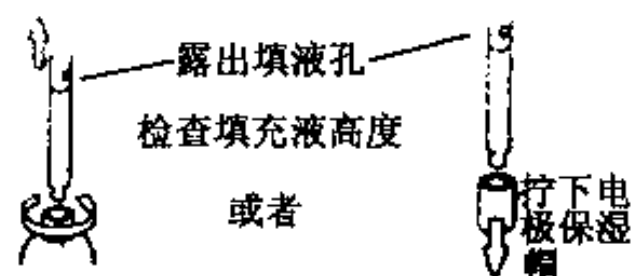 露出填液孔
检查填充液高度
或者
拧下电
极保湿
帽